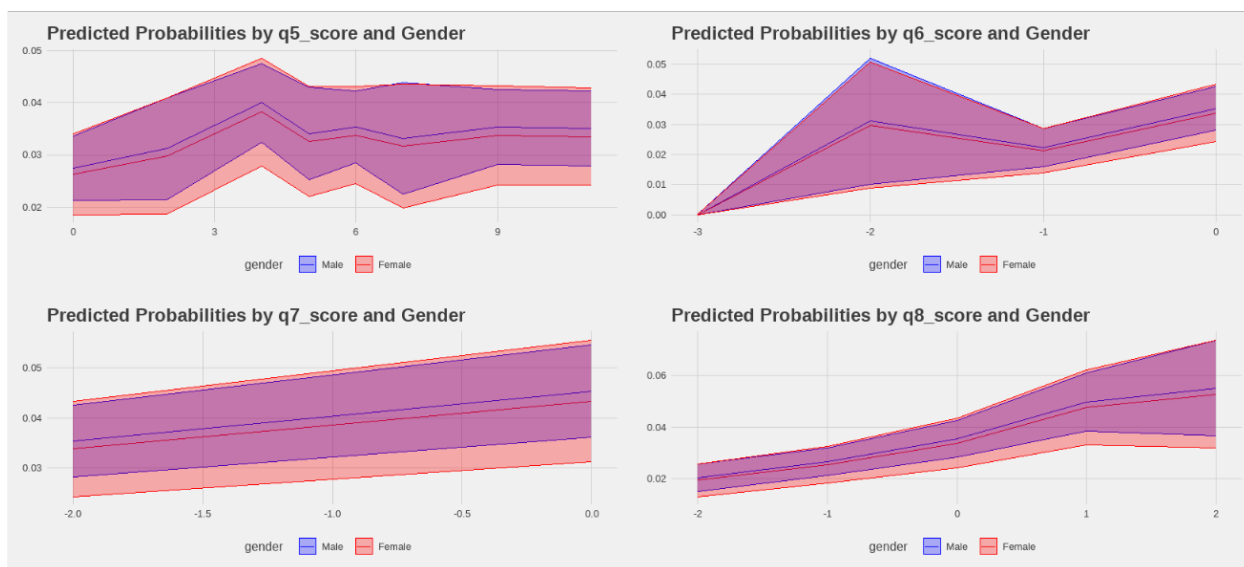 Predicted Probabilities by q5_score and Gender
0.05
0.04
0.03
0.02
0 3 6 9
gender Male Female
Predicted Probabilities by q6_score and Gender
0.05
0.04
0.03
0.02
0.01
0.00
-3 -2 -1 0
gender Male Female
Predicted Probabilities by q7_score and Gender
0.05
0.04
0.03
-2.0 -1.5 -1.0 -0.5 0.0
gender Male Female
Predicted Probabilities by q8_score and Gender
0.06
0.04
0.02
-2 -1 0 1 2
gender Male Female